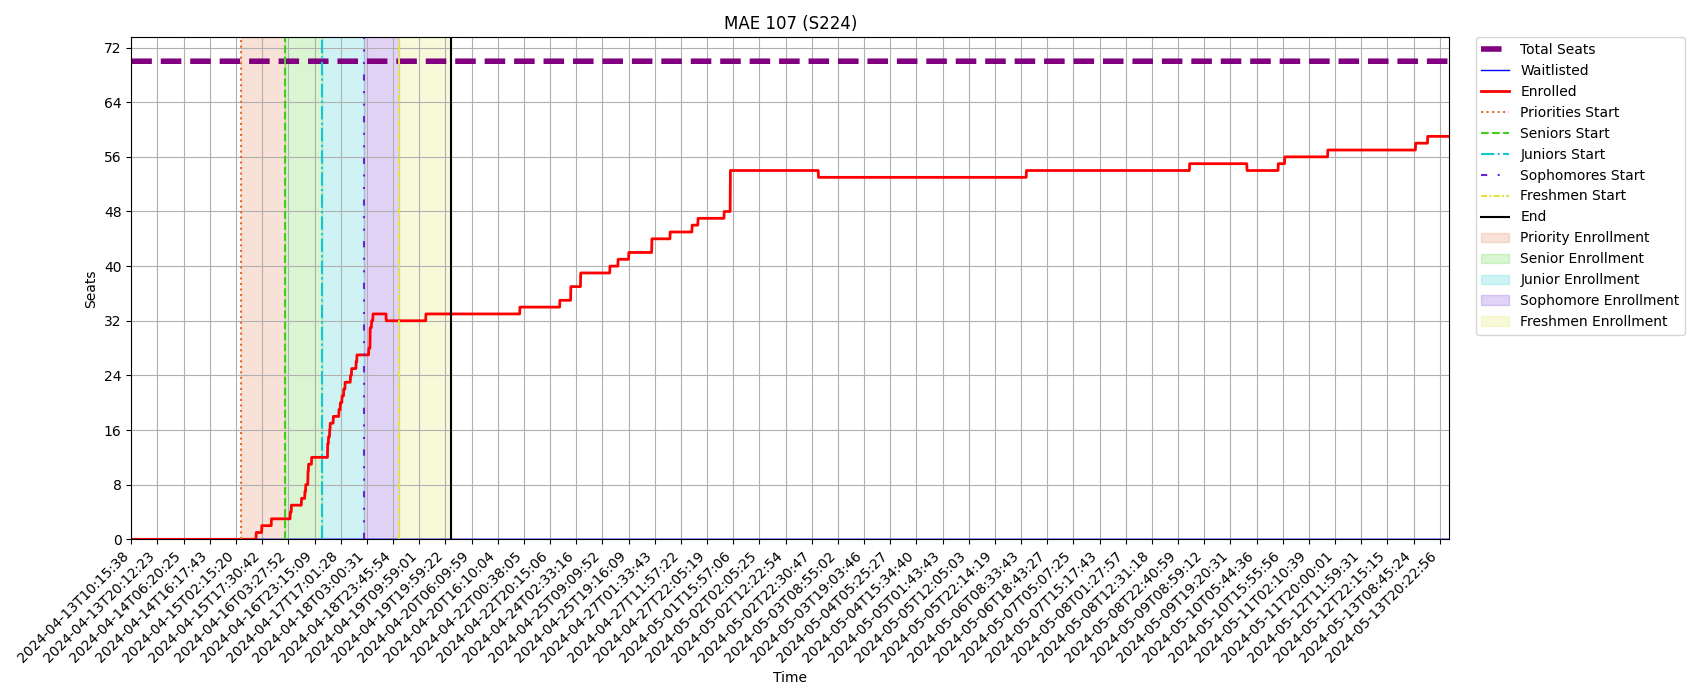 MAE 107 (S224)
72
64
56
48
40
32
24
16
8
0
Seats
2024-04-13T10:15:38
2024-04-13T20:12:23
2024-04-14T06:20:25
2024-04-14T16:17:43
2024-04-15T02:15:20
2024-04-15T17:30:42
2024-04-16T03:27:52
2024-04-16T23:15:09
2024-04-17T17:01:28
2024-04-18T03:00:31
2024-04-18T23:45:54
2024-04-19T09:59:01
2024-04-19T19:59:22
2024-04-20T06:09:59
2024-04-20T16:10:04
2024-04-22T00:38:05
2024-04-22T20:15:06
2024-04-24T02:33:16
2024-04-25T09:09:52
2024-04-25T19:16:09
2024-04-27T01:33:43
2024-04-27T11:57:22
2024-04-27T22:05:19
2024-05-01T15:57:06
2024-05-02T02:05:25
2024-05-02T12:22:54
2024-05-02T22:30:47
2024-05-03T08:55:02
2024-05-03T19:03:46
2024-05-04T05:25:27
2024-05-04T15:34:40
2024-05-05T01:43:43
2024-05-05T12:05:03
2024-05-05T22:14:19
2024-05-06T08:33:43
2024-05-06T18:43:27
2024-05-07T05:07:25
2024-05-07T15:17:43
2024-05-08T01:27:57
2024-05-08T12:31:18
2024-05-08T22:40:59
2024-05-09T08:59:12
2024-05-09T19:20:31
2024-05-10T05:44:36
2024-05-10T15:55:56
2024-05-11T02:10:39
2024-05-11T20:00:01
2024-05-12T11:59:31
2024-05-12T22:15:15
2024-05-13T08:45:24
2024-05-13T20:22:56
Time
Total Seats
Waitlisted
Enrolled
Priorities Start
Seniors Start
Juniors Start
Sophomores Start
Freshmen Start
End
Priority Enrollment
Senior Enrollment
Junior Enrollment
Sophomore Enrollment
Freshmen Enrollment